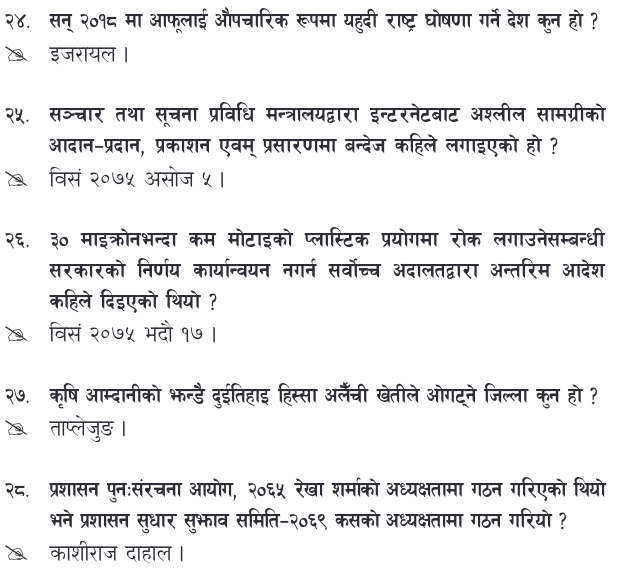 २४. सन् २०१८ मा आफूलाई औपचारिक रूपमा यहुदी राष्ट्र घोषणा गर्ने देश कुन हो ?
इजरायल ।
२५. सञ्चार तथा सूचना प्रविधि मन्त्रालयद्वारा इन्टरनेटबाट अश्लील सामग्रीको
आदान-प्रदान, प्रकाशन एवम् प्रसारणमा बन्देज कहिले लगाइएको हो ?
विसं २०७५ असोज ५ ।
२६. ३० माइक्रोनभन्दा कम मोटाइको प्लास्टिक प्रयोगमा रोक लगाउनेसम्बन्धी
सरकारको निर्णय कार्यान्वयन नगर्न सर्वोच्च अदालतद्वारा अन्तरिम आदेश
कहिले दिइएको थियो ?
विसं २०७५ भदौ १७ ।
२७. कृषि आम्दानीको झन्डै दुईतिहाइ हिस्सा अलैँची खेतीले ओगट्ने जिल्ला कुन हो ?
ताप्लेजुङ ।
२८. प्रशासन पुनःसंरचना आयोग, २०६५ रेखा शर्माको अध्यक्षतामा गठन गरिएको थियो
भने प्रशासन सुधार सुझाव समिति-२०६९ कसको अध्यक्षतामा गठन गरियो ?
काशीराज दाहाल ।